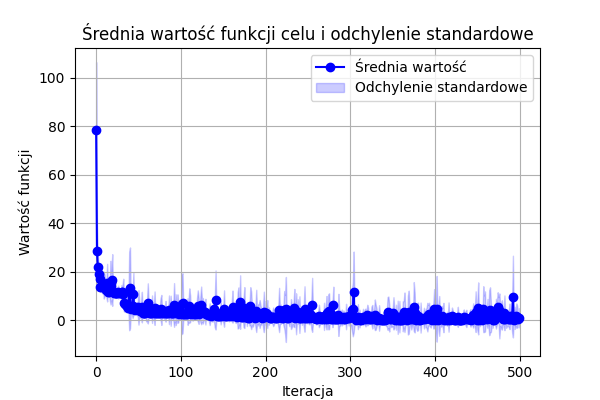 Średnia wartość funkcji celu i odchylenie standardowe
Średnia wartość
Odchylenie standardowe
Wartość funkcji
100
80
60
40
20
0
0 100 200 300 400 500
Iteracja